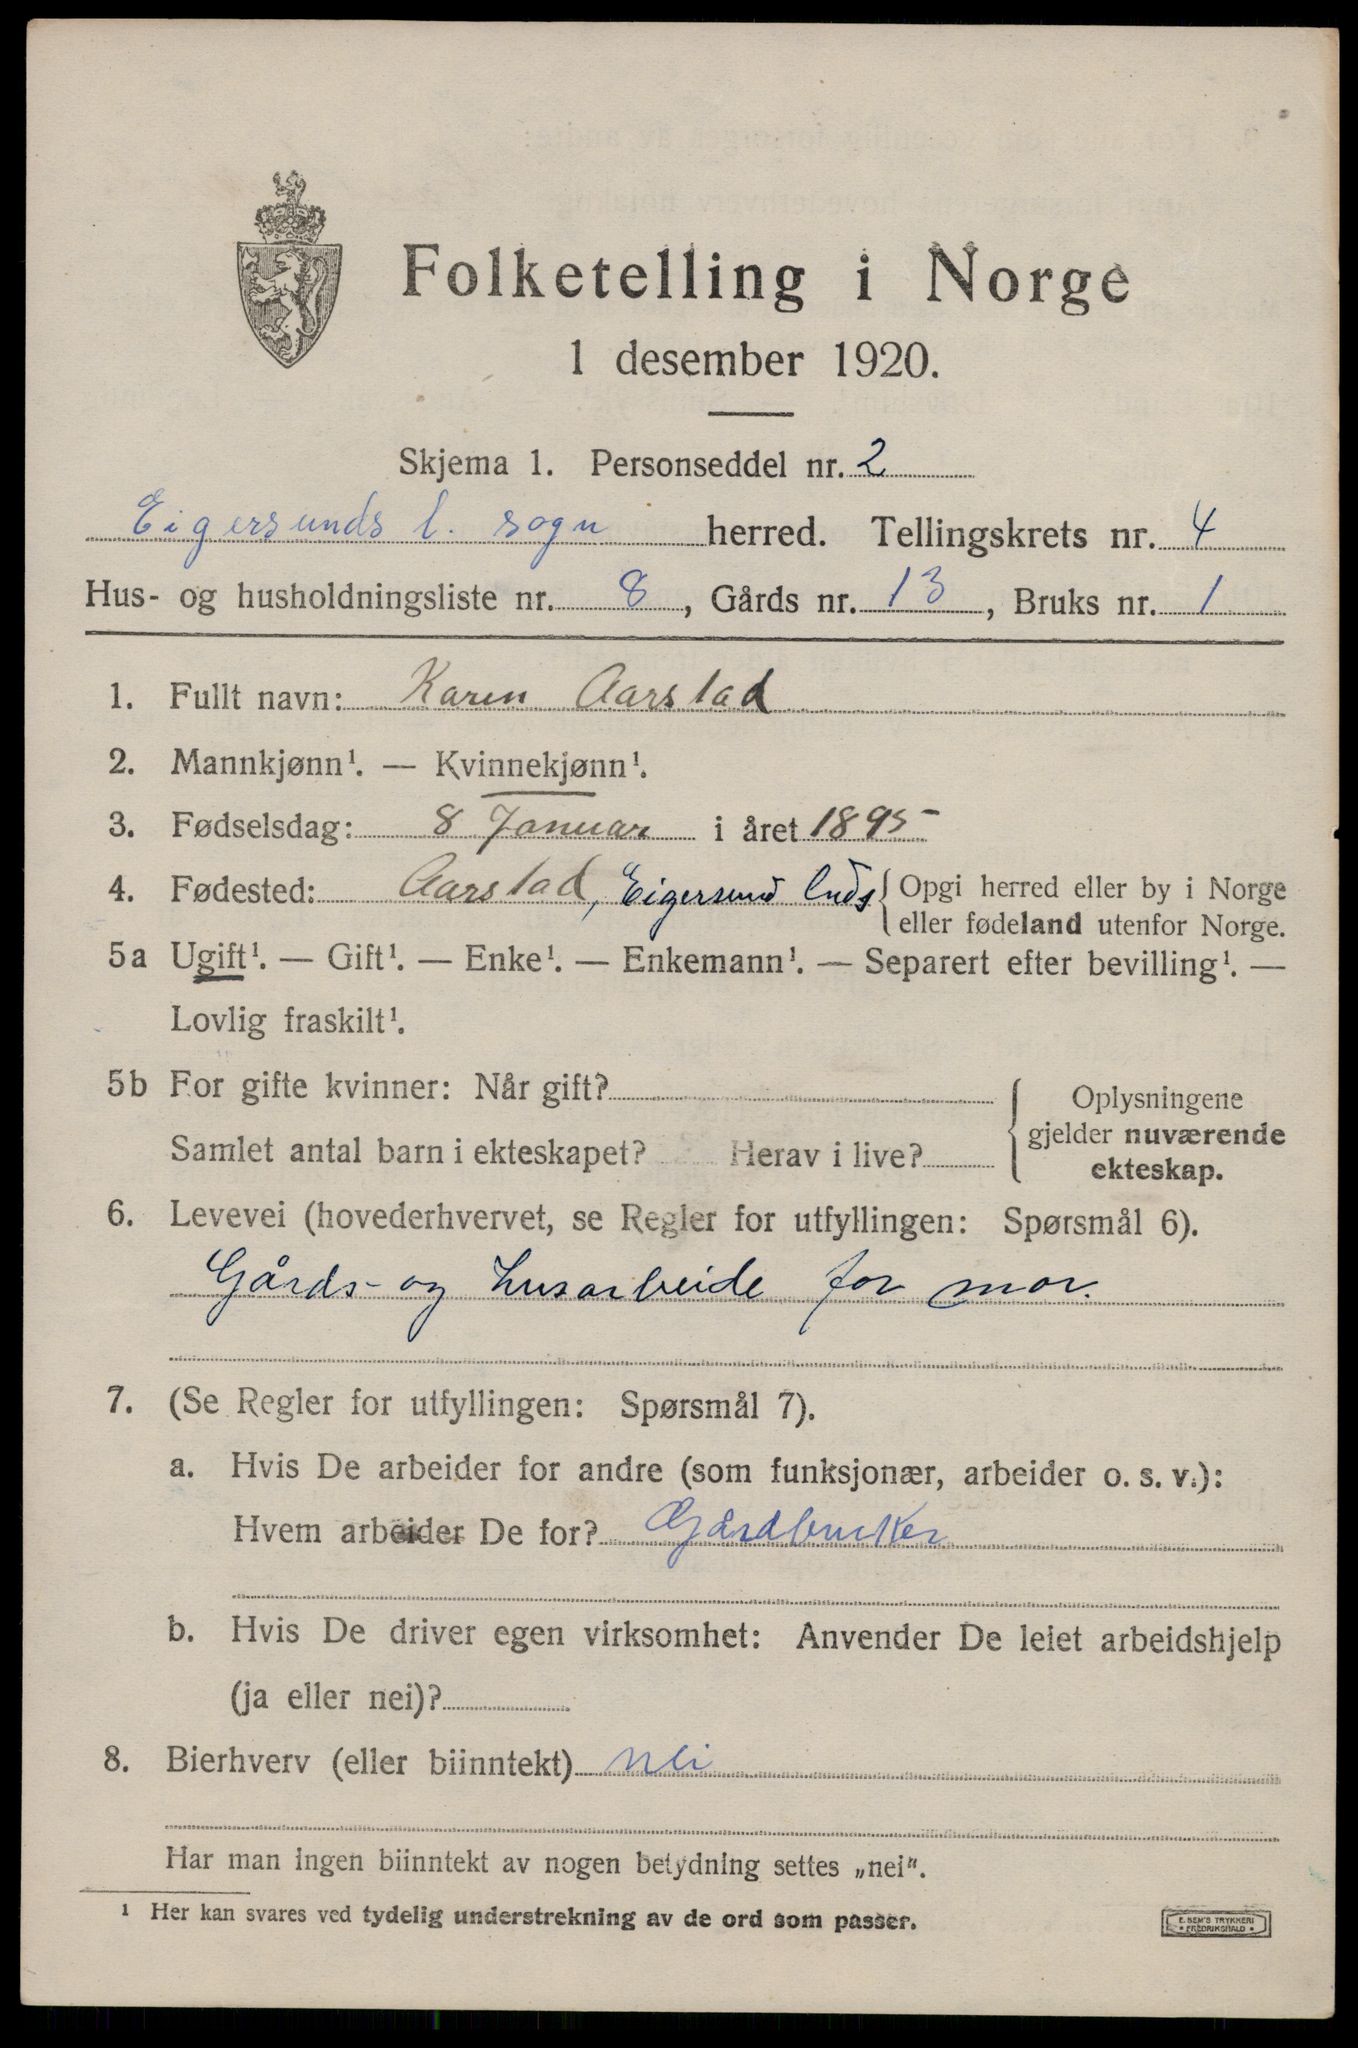 Folketelling i Norge
1 desember 1920.
Skjema 1. Personseddel nr. 2
Eigersunds l. sogn herred. Tellingskrets nr. 4
Hus- og husholdningsliste nr. 8, Gårds nr. 13, Bruks nr. 1
1. Fullt navn: Karen Aarstad
2. Mannkjønn¹. — Kvinnekjønn¹.
3. Fødselsdag: 8 Januar i året 1895
4. Fødested: Aarstad, Eigersund lnds { Opgi herred eller by i Norge
eller fødeland utenfor Norge.
5a Ugift¹. — Gift¹. — Enke¹. — Enkemann¹. — Separert efter bevilling¹. —
Lovlig fraskilt¹.
5b For gifte kvinner: Når gift?
Samlet antal barn i ekteskapet? Herav i live?
Oplysningene
gjelder nuværende
ekteskap.
6. Levevei (hovederhvervet, se Regler for utfyllingen: Spørsmål 6).
Gårds- og husarbeide for mor.
7. (Se Regler for utfyllingen: Spørsmål 7).
a. Hvis De arbeider for andre (som funksjonær, arbeider o. s. v.):
Hvem arbeider De for? Gårdbruker
b. Hvis De driver egen virksomhet: Anvender De leiet arbeidshjelp
(ja eller nei)?
8. Bierhverv (eller biinntekt) nei
Har man ingen biinntekt av nogen betydning settes „nei".
¹ Her kan svares ved tydelig understrekning av de ord som passer.
E. SEM'S TRYKKERI
FREDRIKSHALD